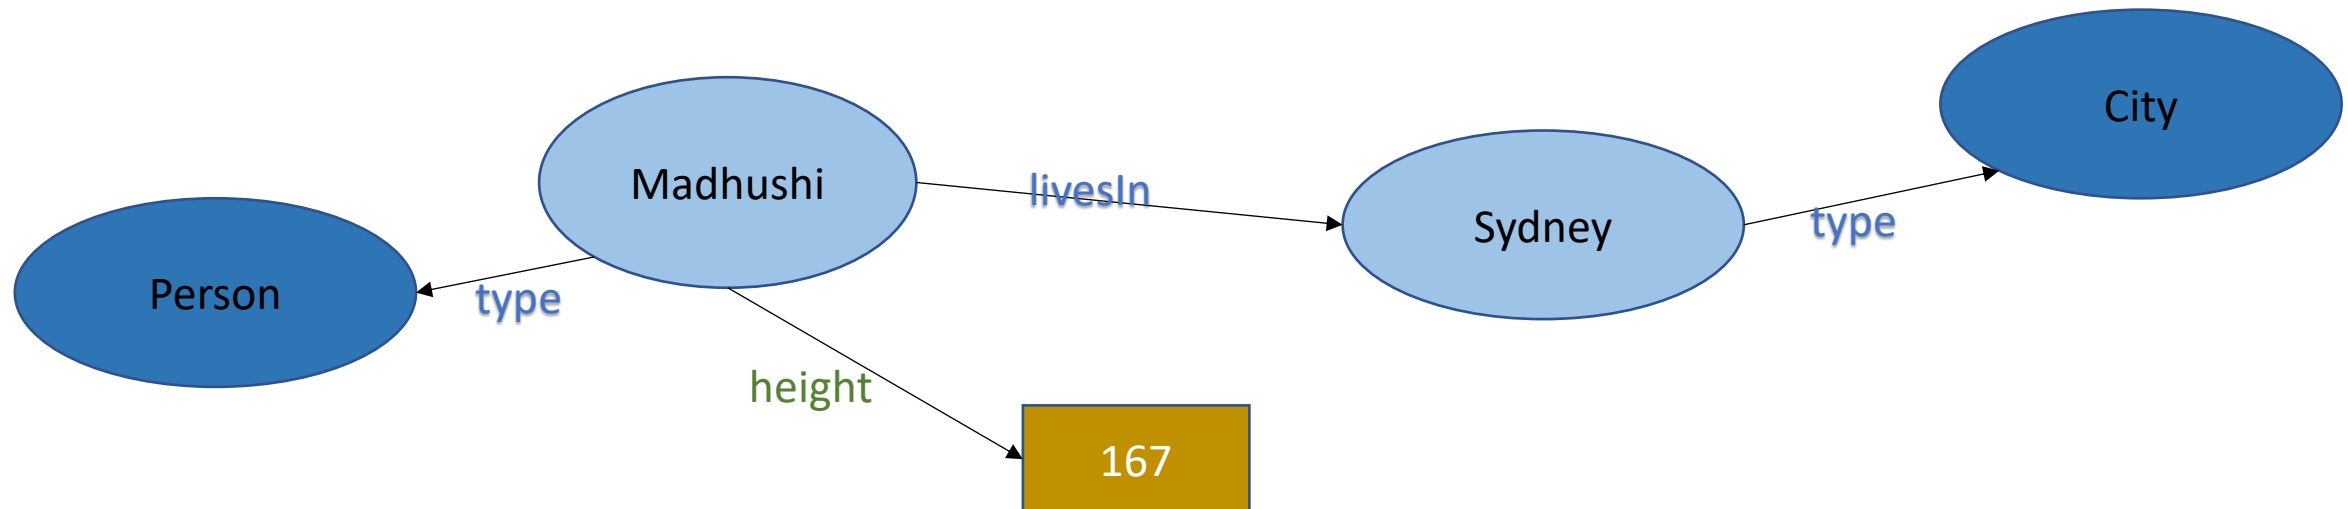 City
Madhushi
livesIn
Sydney
type
Person
type
height
167